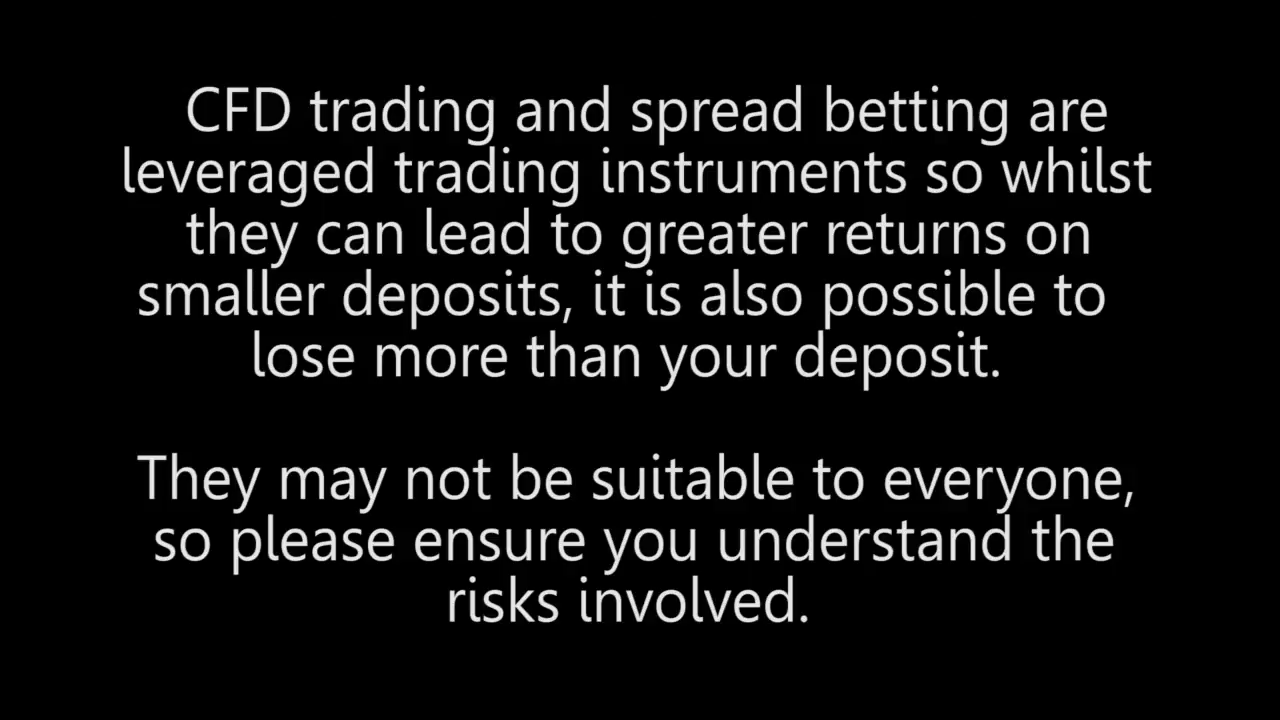 CFD trading and spread betting are
leveraged trading instruments so whilst
they can lead to greater returns on
smaller deposits, it is also possible to
lose more than your deposit.
They may not be suitable to everyone,
so please ensure you understand the
risks involved.